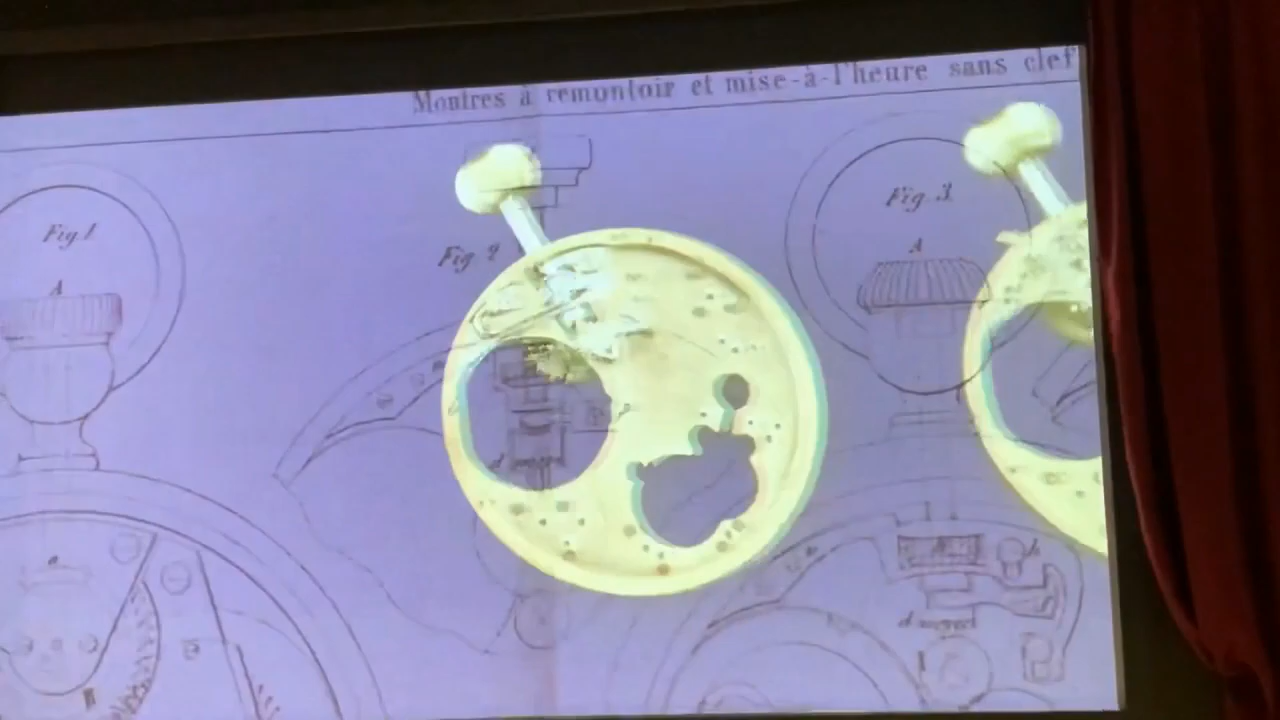 Montres à remontoir et mise-à-l'heure sans clef
Fig. 1
Fig. 2
Fig. 3.
A
A
a